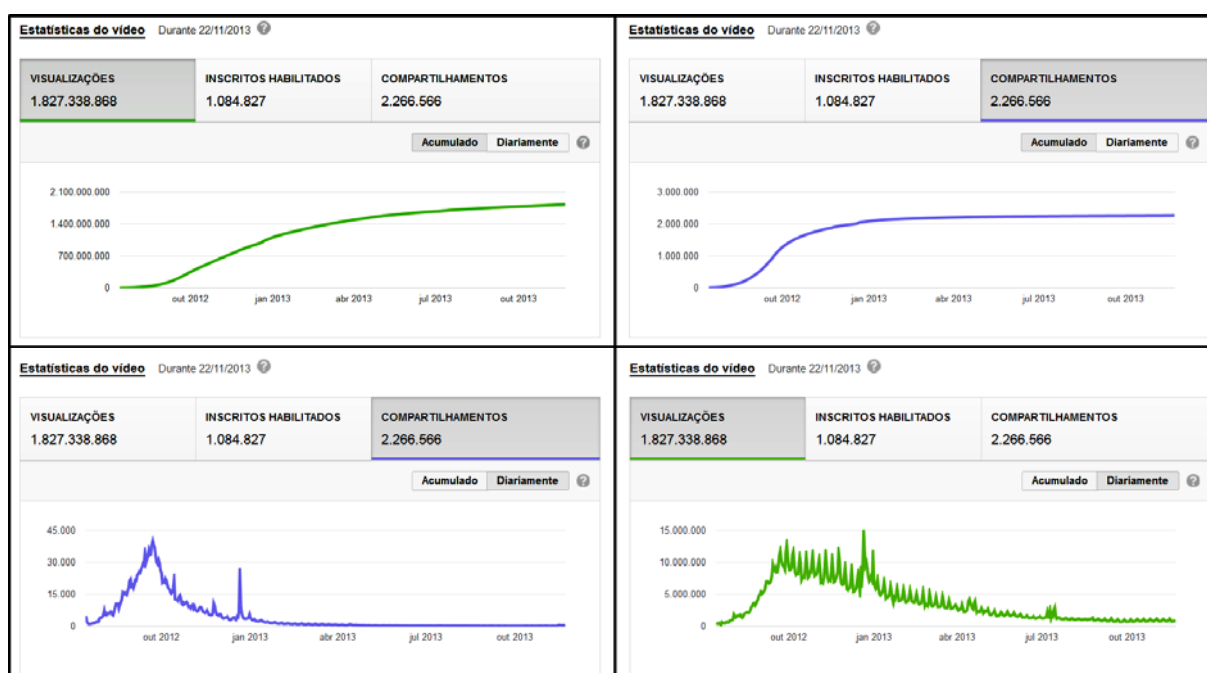 Estatísticas do vídeo Durante 22/11/2013 ?
VISUALIZAÇÕES INSCRITOS HABILITADOS COMPARTILHAMENTOS
1.827.338.868 1.084.827 2.266.566
Acumulado Diariamente ?
2.100.000.000
1.400.000.000
700.000.000
0
out 2012 jan 2013 abr 2013 jul 2013 out 2013
Estatísticas do vídeo Durante 22/11/2013 ?
VISUALIZAÇÕES INSCRITOS HABILITADOS COMPARTILHAMENTOS
1.827.338.868 1.084.827 2.266.566
Acumulado Diariamente ?
3.000.000
2.000.000
1.000.000
0
out 2012 jan 2013 abr 2013 jul 2013 out 2013
Estatísticas do vídeo Durante 22/11/2013 ?
VISUALIZAÇÕES INSCRITOS HABILITADOS COMPARTILHAMENTOS
1.827.338.868 1.084.827 2.266.566
Acumulado Diariamente ?
45.000
30.000
15.000
0
out 2012 jan 2013 abr 2013 jul 2013 out 2013
Estatísticas do vídeo Durante 22/11/2013 ?
VISUALIZAÇÕES INSCRITOS HABILITADOS COMPARTILHAMENTOS
1.827.338.868 1.084.827 2.266.566
Acumulado Diariamente ?
15.000.000
10.000.000
5.000.000
0
out 2012 jan 2013 abr 2013 jul 2013 out 2013